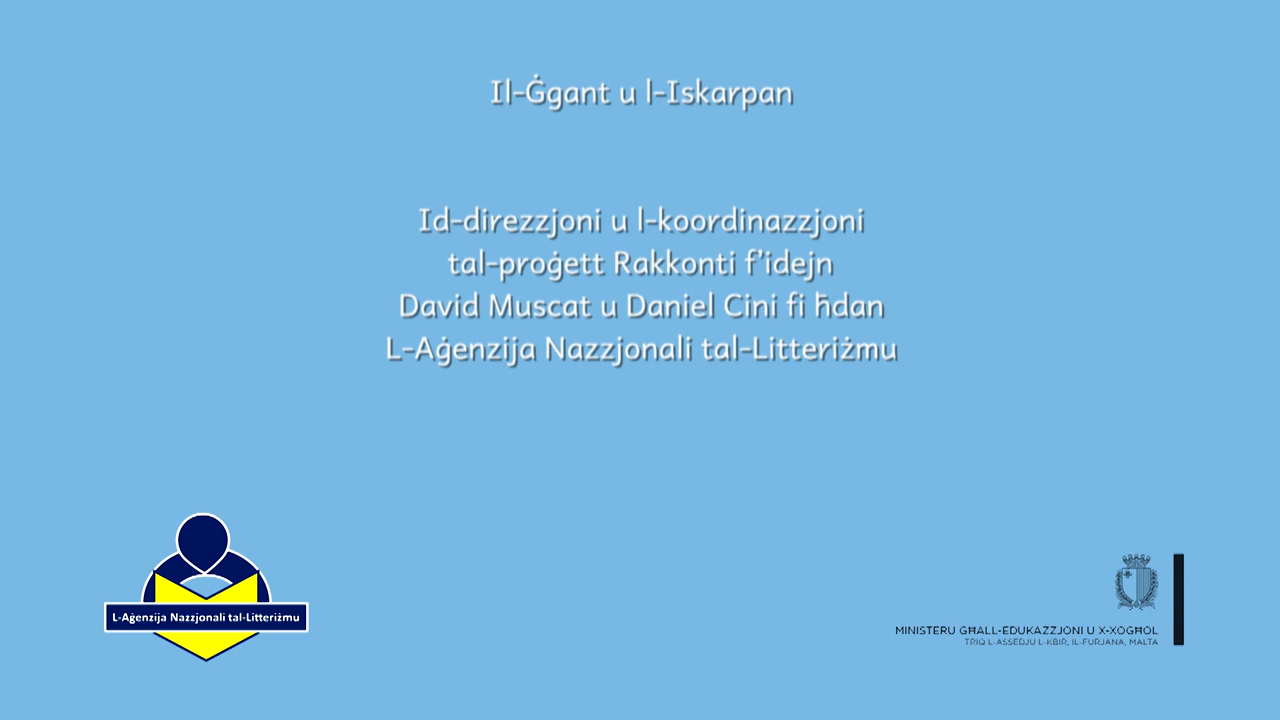 Il-Ġgant u l-Iskarpan
Id-direzzjoni u l-koordinazzjoni
tal-proġett Rakkonti f'idejn
David Muscat u Daniel Cini fi ħdan
L-Aġenzija Nazzjonali tal-Litteriżmu
L-Aġenzija Nazzjonali tal-Litteriżmu
MINISTERU GĦALL-EDUKAZZJONI U X-XOGĦOL
TRIQ L-ASSEDJU L-KBIR, IL-FURJANA, MALTA